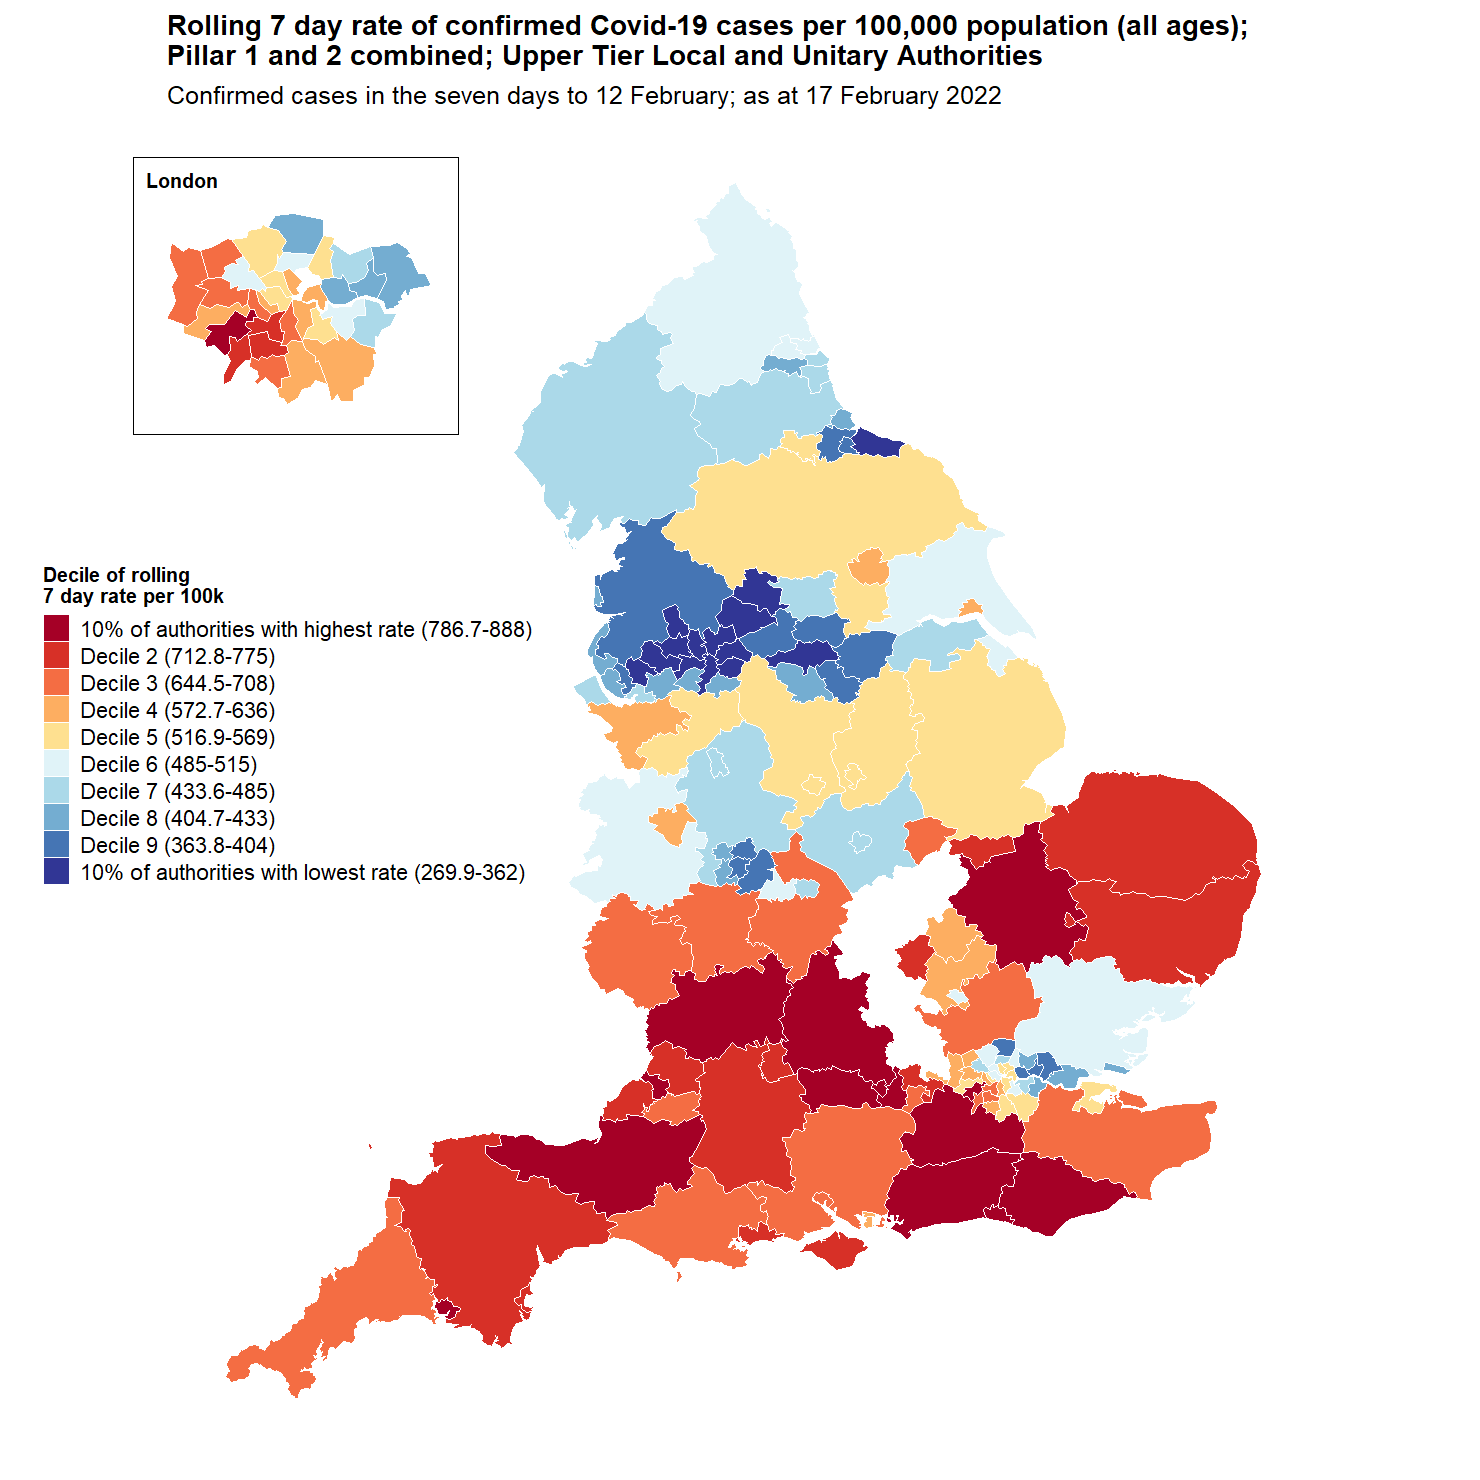 Rolling 7 day rate of confirmed Covid-19 cases per 100,000 population (all ages);
Pillar 1 and 2 combined; Upper Tier Local and Unitary Authorities
Confirmed cases in the seven days to 12 February; as at 17 February 2022
London
Decile of rolling
7 day rate per 100k
10% of authorities with highest rate (786.7-888)
Decile 2 (712.8-775)
Decile 3 (644.5-708)
Decile 4 (572.7-636)
Decile 5 (516.9-569)
Decile 6 (485-515)
Decile 7 (433.6-485)
Decile 8 (404.7-433)
Decile 9 (363.8-404)
10% of authorities with lowest rate (269.9-362)